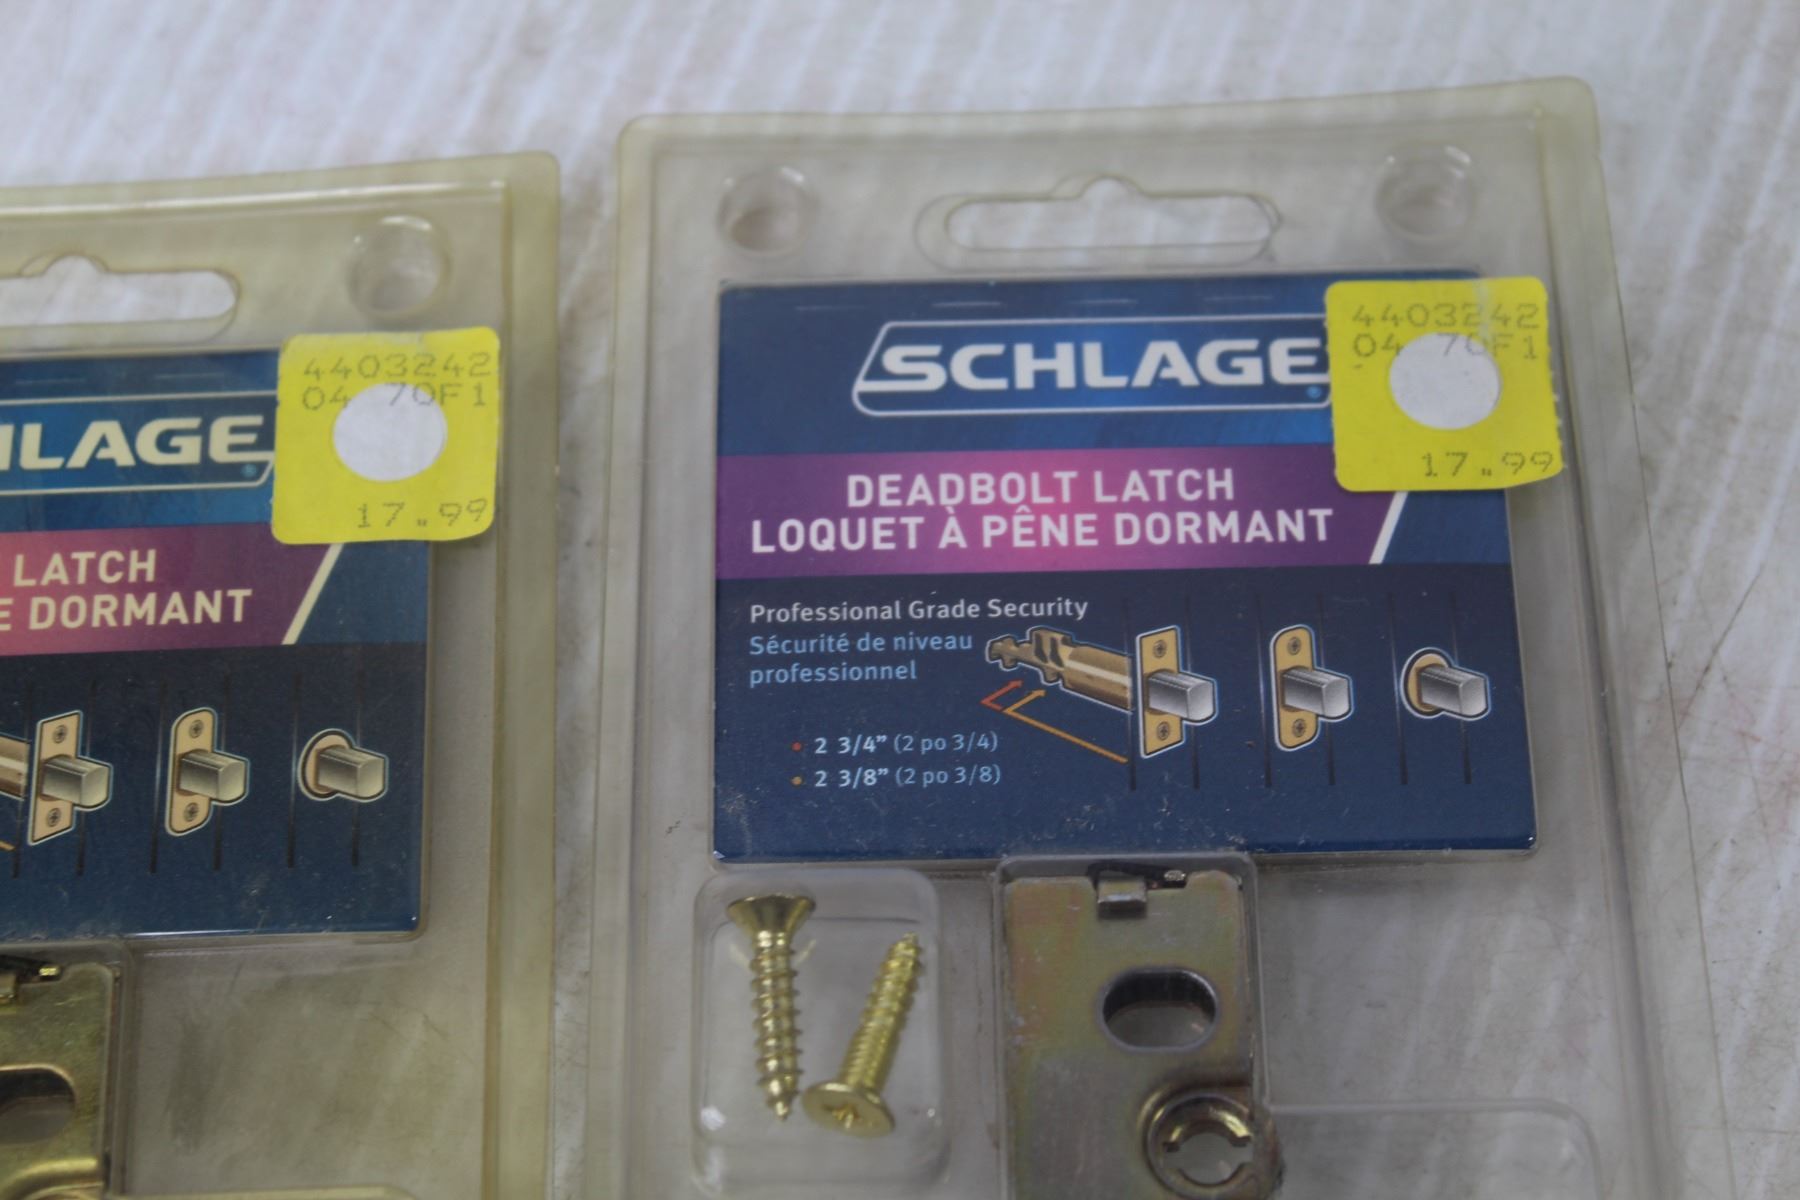 HLAGE
4403242
04 70F1
17.99
LATCH
E DORMANT
SCHLAGE
4403242
04 70F1
17.99
DEADBOLT LATCH
LOQUET À PÊNE DORMANT
Professional Grade Security
Sécurité de niveau
professionnel
• 2 3/4” (2 po 3/4)
• 2 3/8” (2 po 3/8)